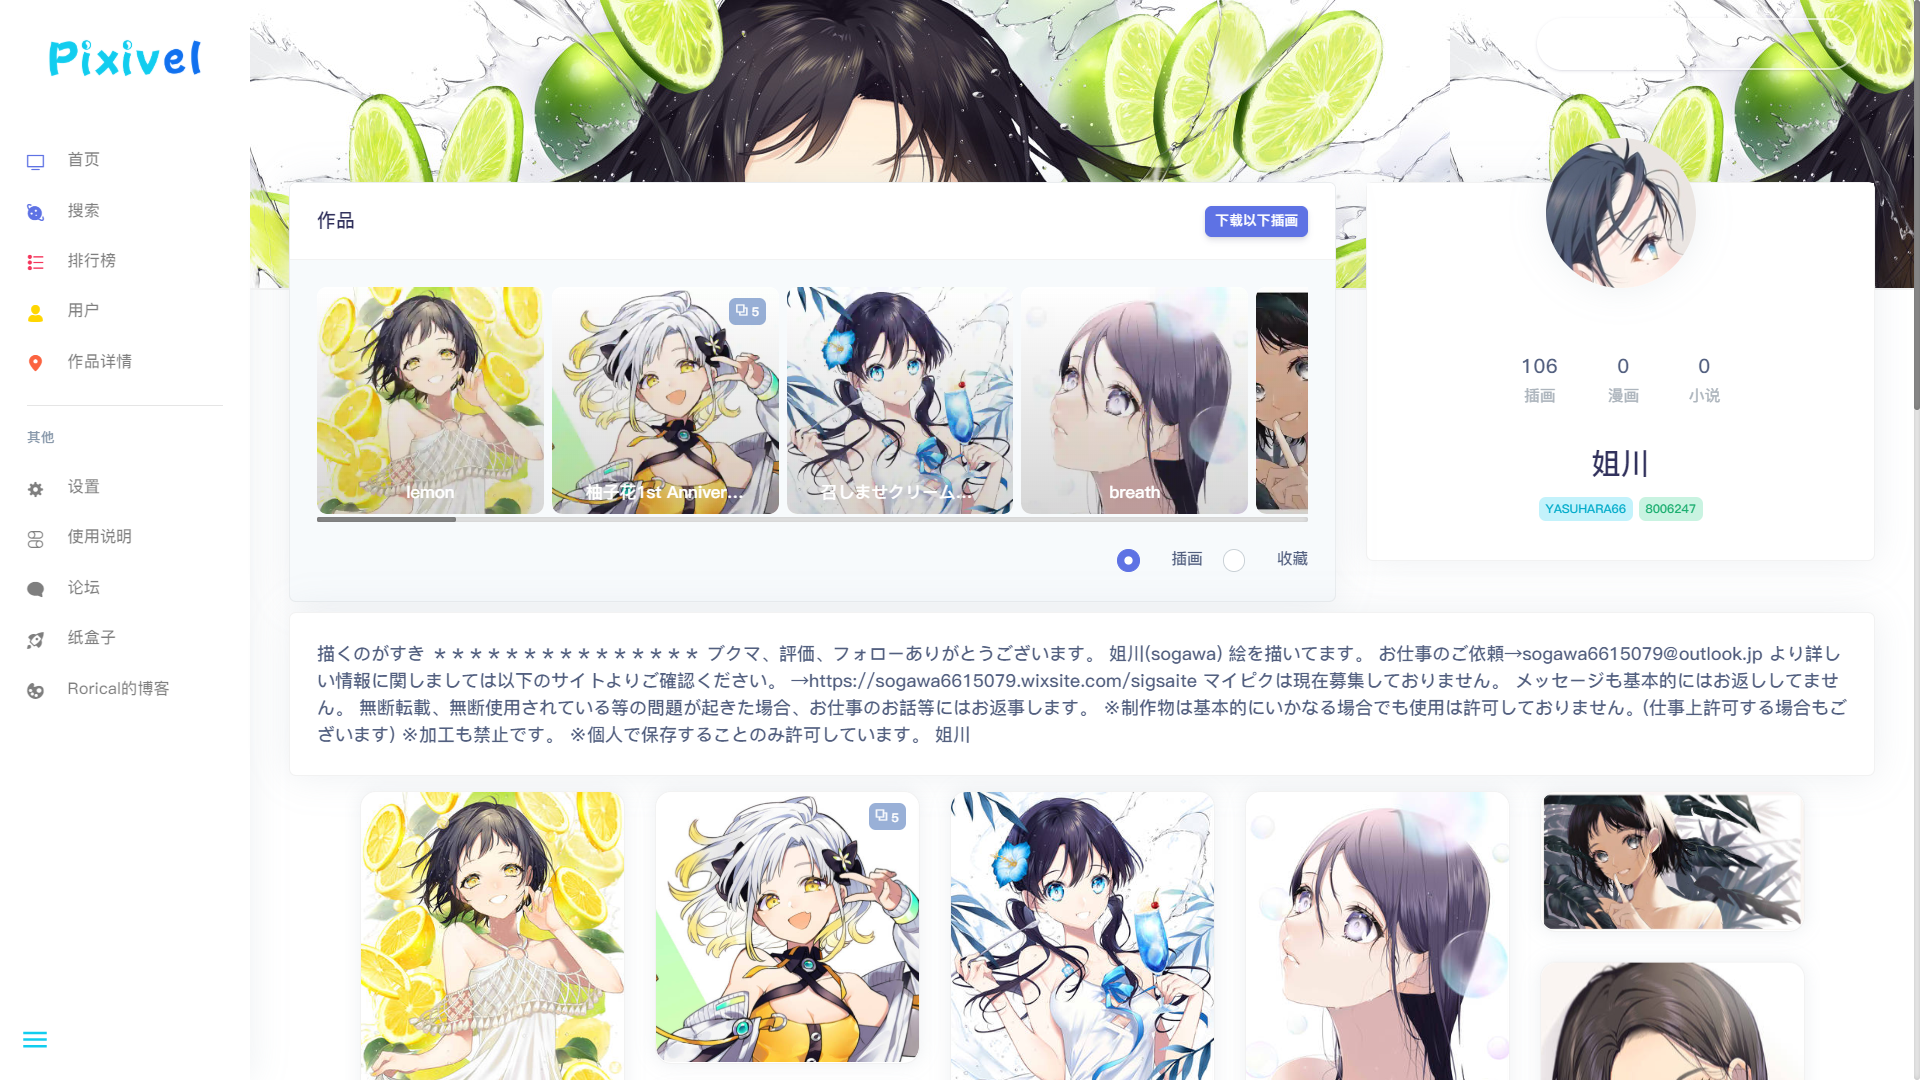 Pixivel
首页
搜索
排行榜
用户
作品详情
其他
设置
使用说明
论坛
纸盒子
Rorical的博客
作品
下载以下插画
lemon
5
柚子花1st Anniver...
召しませクリーム...
breath
插画
收藏
106
0
0
插画
漫画
小说
姐川
YASUHARA66
8006247
描くのがすき ＊＊＊＊＊＊＊＊＊＊＊＊＊＊＊ ブクマ、評価、フォローありがとうございます。 姐川(sogawa) 絵を描いてます。 お仕事のご依頼→sogawa6615079@outlook.jp より詳し
い情報に関しましては以下のサイトよりご確認ください。 →https://sogawa6615079.wixsite.com/sigsaite マイピクは現在募集しておりません。 メッセージも基本的にはお返ししてませ
ん。 無断転載、無断使用されている等の問題が起きた場合、お仕事のお話等にはお返事します。 ※制作物は基本的にいかなる場合でも使用は許可しておりません。(仕事上許可する場合もご
ざいます) ※加工も禁止です。 ※個人で保存することのみ許可しています。 姐川
5